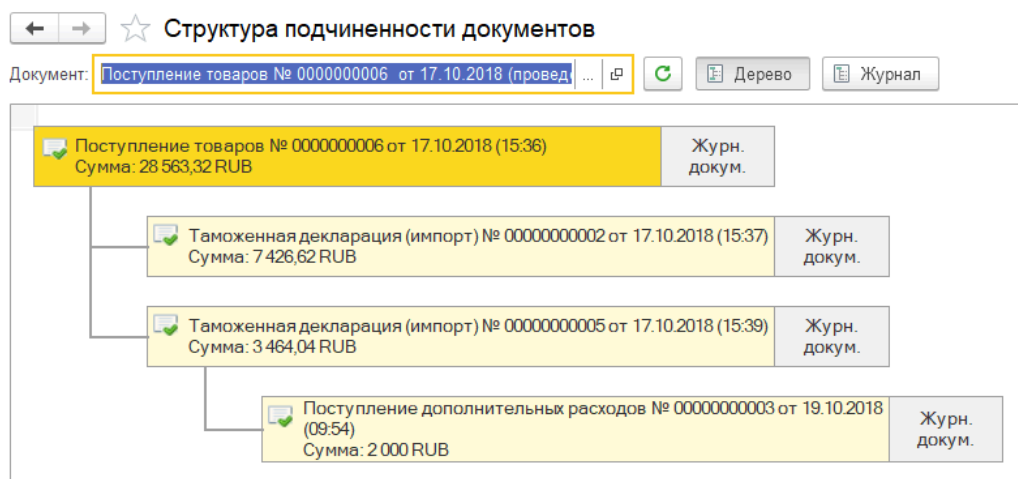 Структура подчиненности документов
Документ: Поступление товаров № 0000000006 от 17.10.2018 (провед ... Дерево Журнал
Поступление товаров № 0000000006 от 17.10.2018 (15:36)
Сумма: 28 563,32 RUB
Журн.
докум.
Таможенная декларация (импорт) № 00000000002 от 17.10.2018 (15:37)
Сумма: 7 426,62 RUB
Журн.
докум.
Таможенная декларация (импорт) № 00000000005 от 17.10.2018 (15:39)
Сумма: 3 464,04 RUB
Журн.
докум.
Поступление дополнительных расходов № 00000000003 от 19.10.2018
(09:54)
Сумма: 2 000 RUB
Журн.
докум.